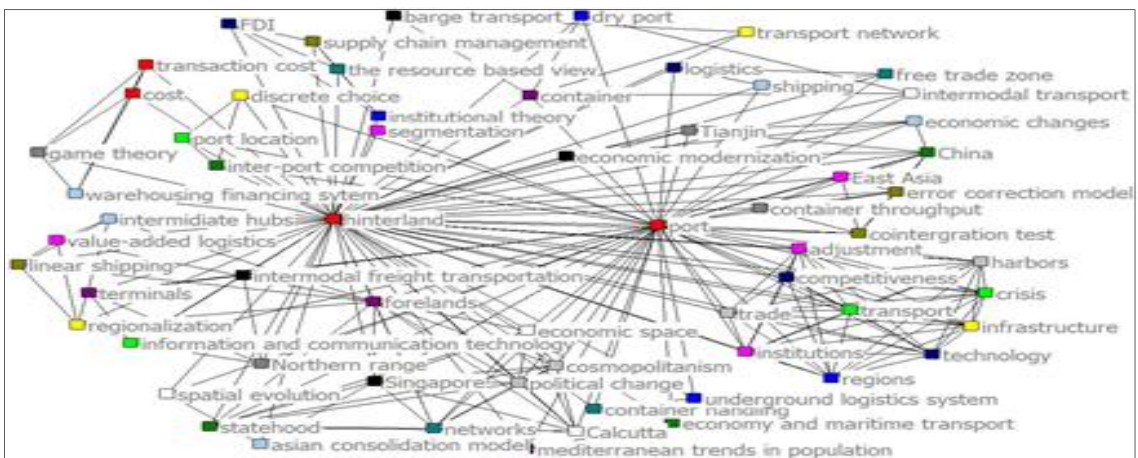 FDI
barge transport
dry port
supply chain management
transport network
transaction cost
the resource based view
logistics
free trade zone
cost
discrete choice
container
shipping
intermodal transport
institutional theory
economic changes
port location
segmentation
Tianjin
game theory
inter-port competition
economic modernization
China
East Asia
warehousing financing sytem
error correction model
intermidiate hubs
hinterland
port
container throughput
cointergration test
value-added logistics
adjustment
linear shipping
intermodal freight transportation
competitiveness
harbors
terminals
forelands
crisis
regionalization
economic space
trade
transport
infrastructure
information and communication technology
institutions
technology
Northern range
cosmopolitanism
Singapore
political change
regions
spatial evolution
underground logistics system
container handling
statehood
networks
Calcutta
economy and maritime transport
asian consolidation model
mediterranean trends in population